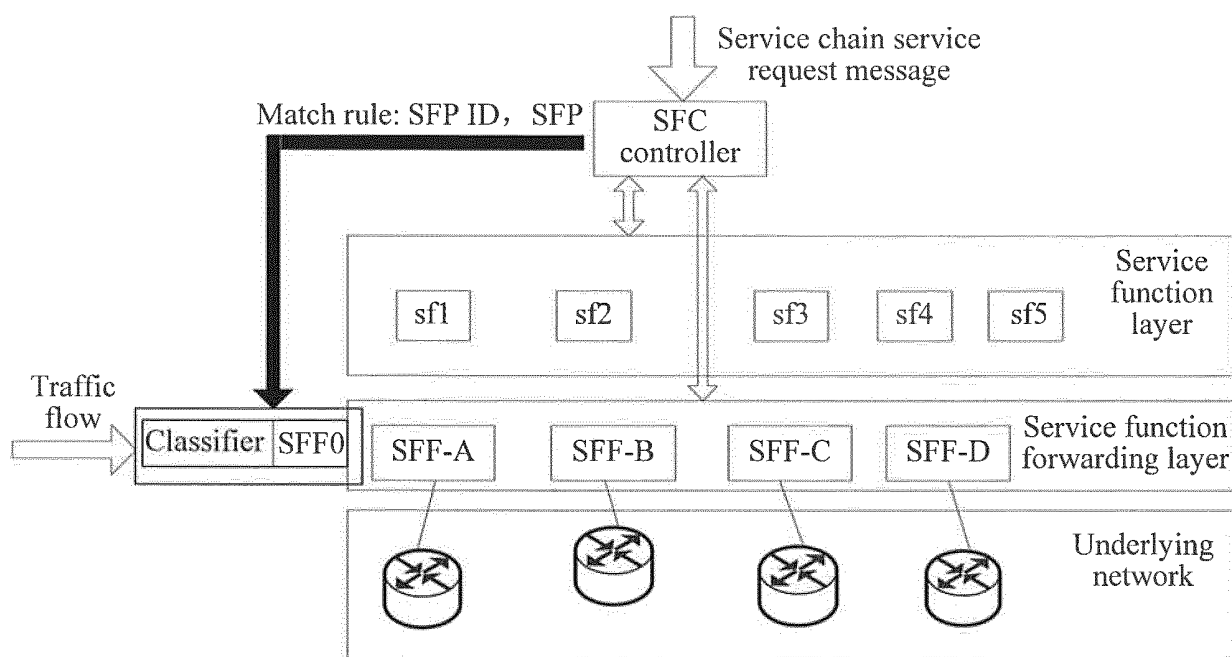 Service chain service
request message
Match rule: SFP ID，SFP
SFC
controller
Service
function
layer
sf1
sf2
sf3
sf4
sf5
Traffic
flow
Classifier
SFF0
SFF-A
SFF-B
SFF-C
SFF-D
Service function
forwarding layer
Underlying
network